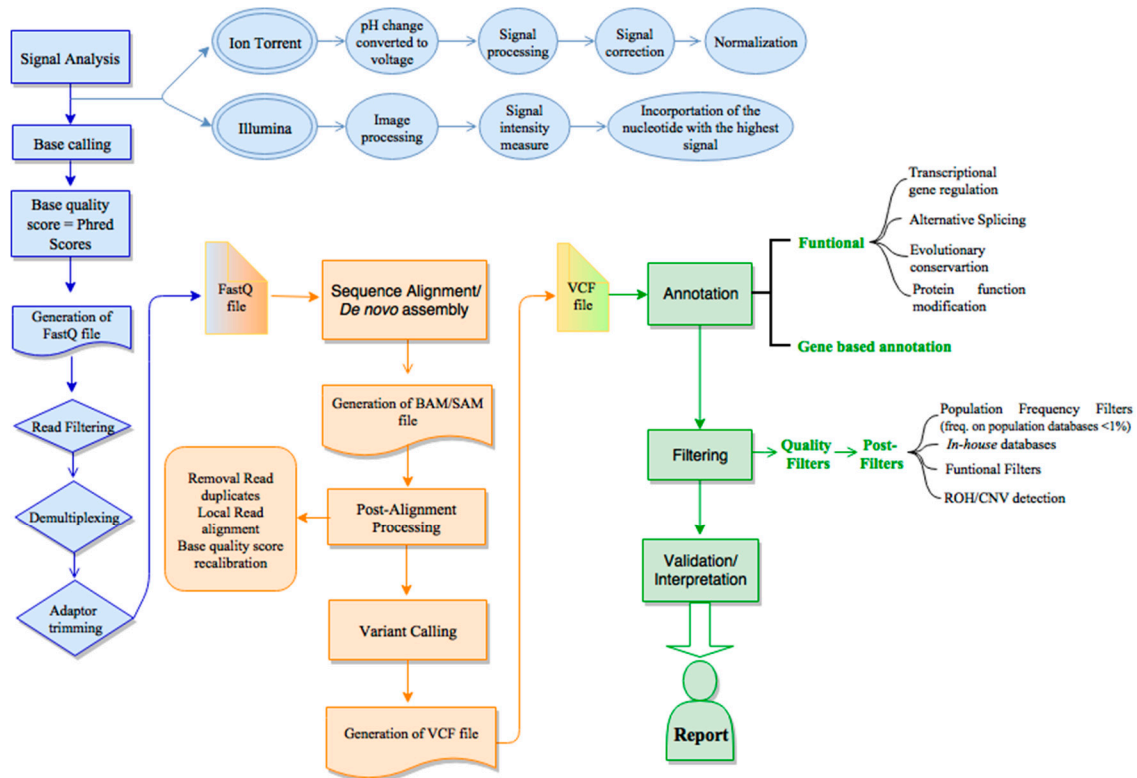 Signal Analysis
Ion Torrent
pH change
converted to
voltage
Signal
processing
Signal
correction
Normalization
Illumina
Image
processing
Signal
intensity
measure
Incorportation of the
nucleotide with the highest
signal
Base calling
Base quality
score = Phred
Scores
Generation of
FastQ file
Read Filtering
Demultiplexing
Adaptor
trimming
FastQ
file
Sequence Alignment/
De novo assembly
Generation of BAM/SAM
file
Post-Alignment
Processing
Removal Read
duplicates
Local Read
alignment
Base quality score
recalibration
Variant Calling
Generation of VCF file
VCF
file
Annotation
Funtional
Transcriptional
gene regulation
Alternative Splicing
Evolutionary
conservartion
Protein function
modification
Gene based annotation
Filtering
Quality
Filters
Post-
Filters
Population Frequency Filters
(freq. on population databases <1%)
In-house databases
Funtional Filters
ROH/CNV detection
Validation/
Interpretation
Report